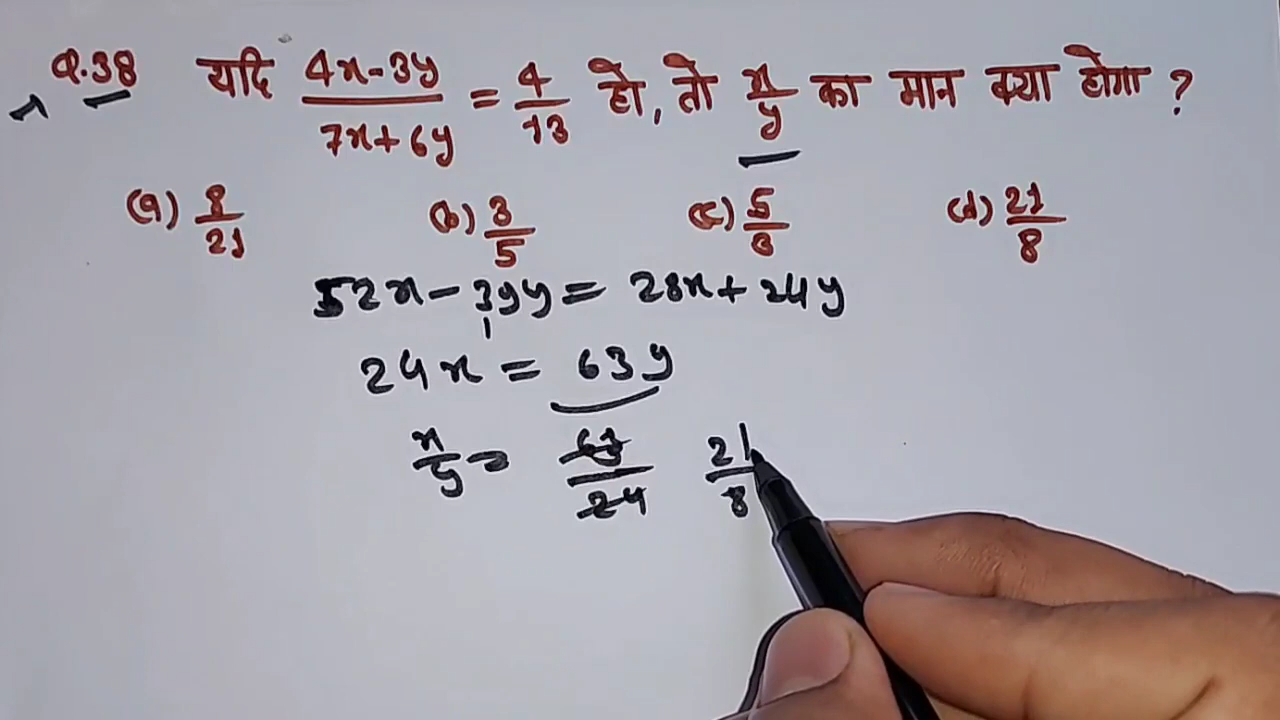 Q.38 यदि 4x-3y/7x+6y = 4/13 हो, तो x/y का मान क्या होगा ?
(a) 8/21 (b) 3/5 (c) 5/3 (d) 21/8
52x - 39y = 28x + 24y
24x = 63y
x/y = 63/24 21/8